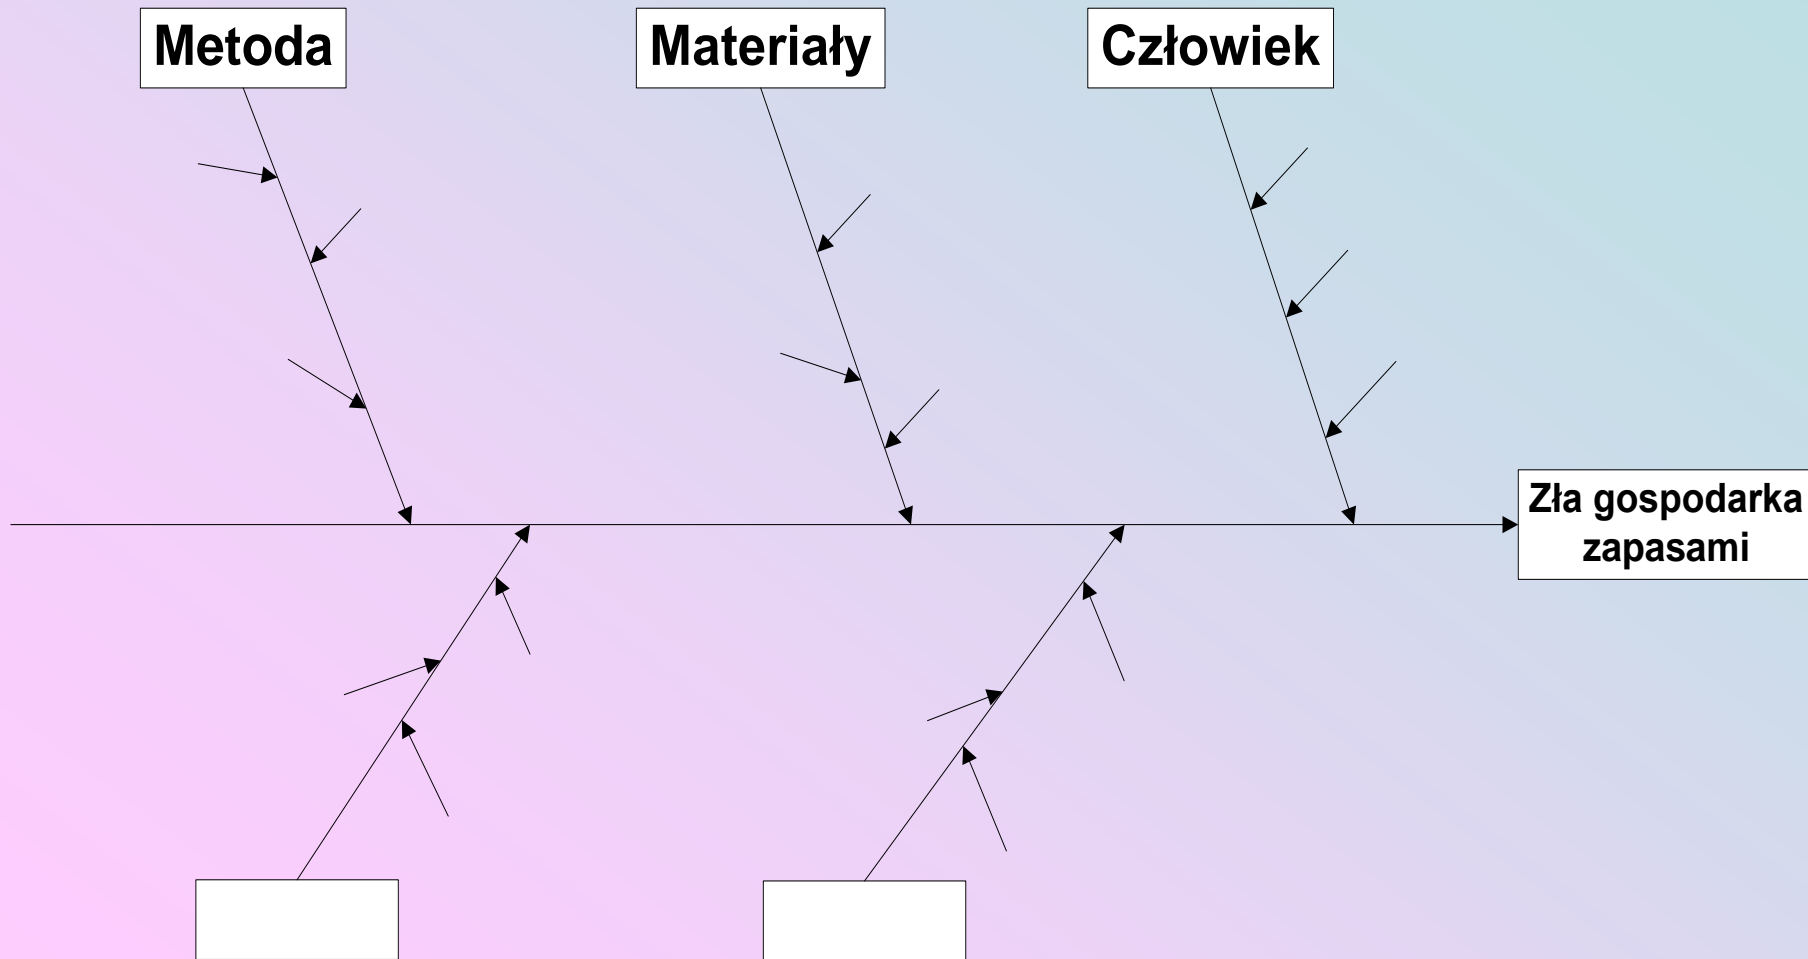 Metoda
Materiały
Człowiek
Zła gospodarka
zapasami